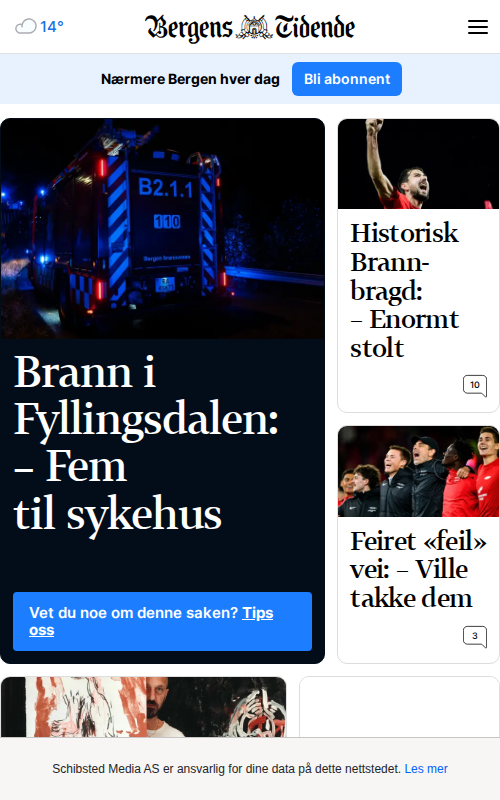 14°
Bergens Tidende
Nærmere Bergen hver dag
Bli abonnent
B2.1.1
110
Bergen brannvesen
Brann i
Fyllingsdalen:
– Fem
til sykehus
Vet du noe om denne saken? Tips
oss
Historisk
Brann-
bragd:
– Enormt
stolt
10
Feiret «feil»
vei: – Ville
takke dem
3
Schibsted Media AS er ansvarlig for dine data på dette nettstedet. Les mer